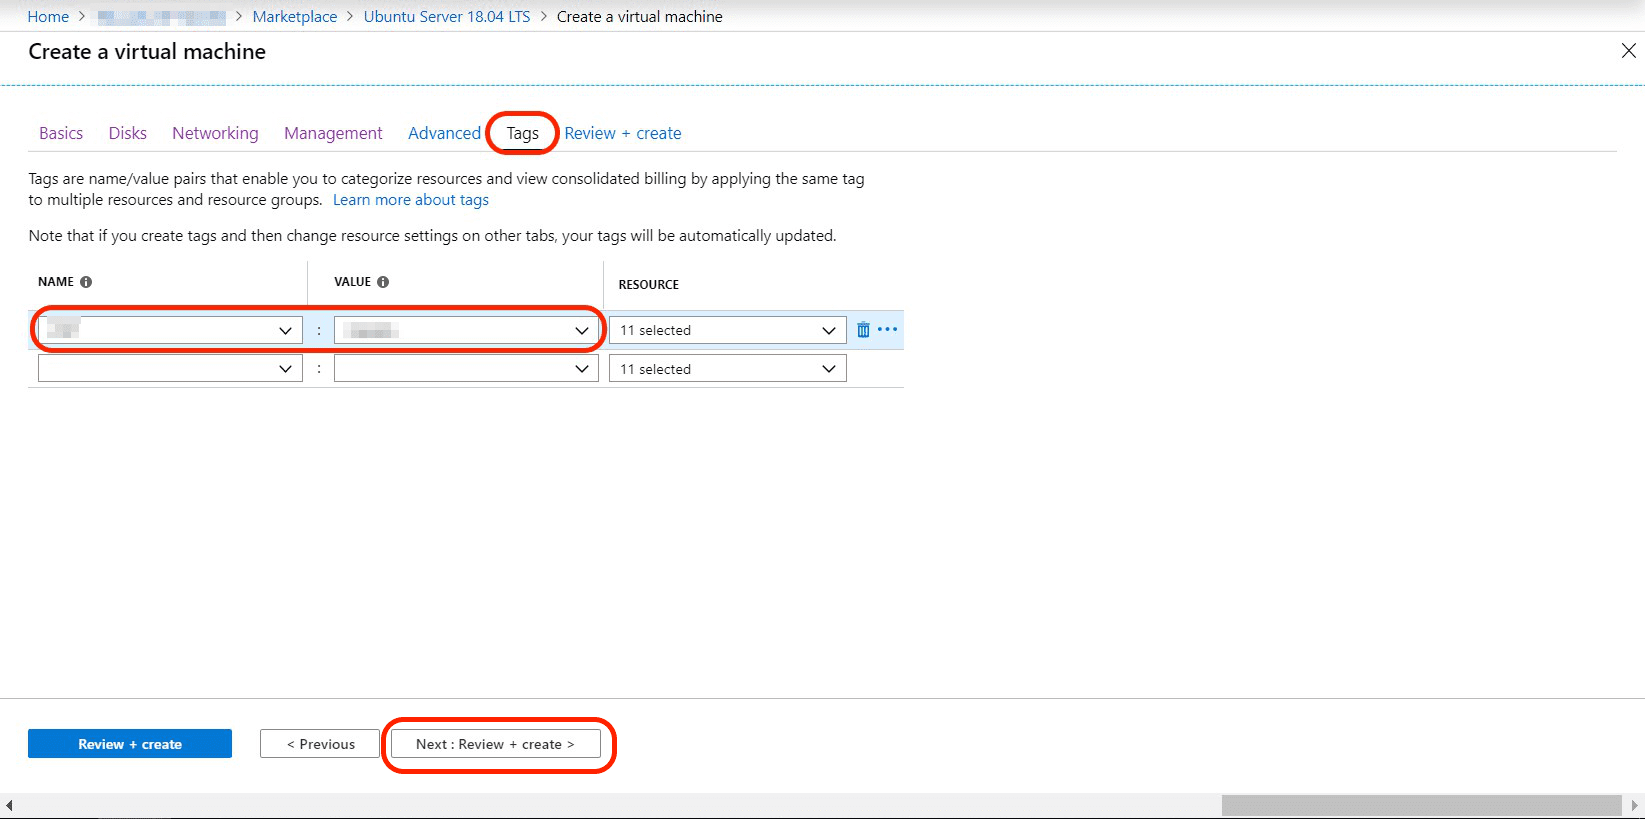 Home > Marketplace > Ubuntu Server 18.04 LTS > Create a virtual machine
Create a virtual machine
Basics Disks Networking Management Advanced Tags Review + create
Tags are name/value pairs that enable you to categorize resources and view consolidated billing by applying the same tag
to multiple resources and resource groups. Learn more about tags
Note that if you create tags and then change resource settings on other tabs, your tags will be automatically updated.
NAME VALUE RESOURCE
: 11 selected
: 11 selected
Review + create < Previous Next : Review + create >